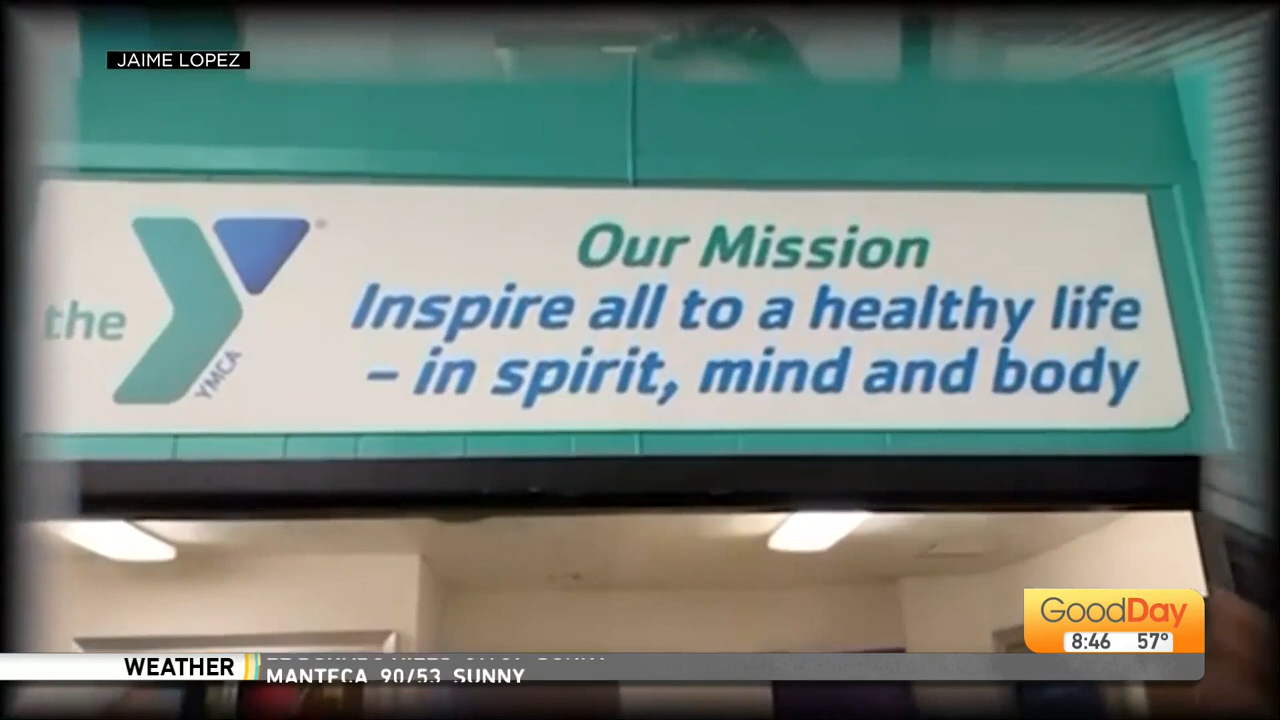 JAIME LOPEZ
the
YMCA
Our Mission
Inspire all to a healthy life
– in spirit, mind and body
GoodDay
8:46 57°
WEATHER
MANTECA 90/53 SUNNY